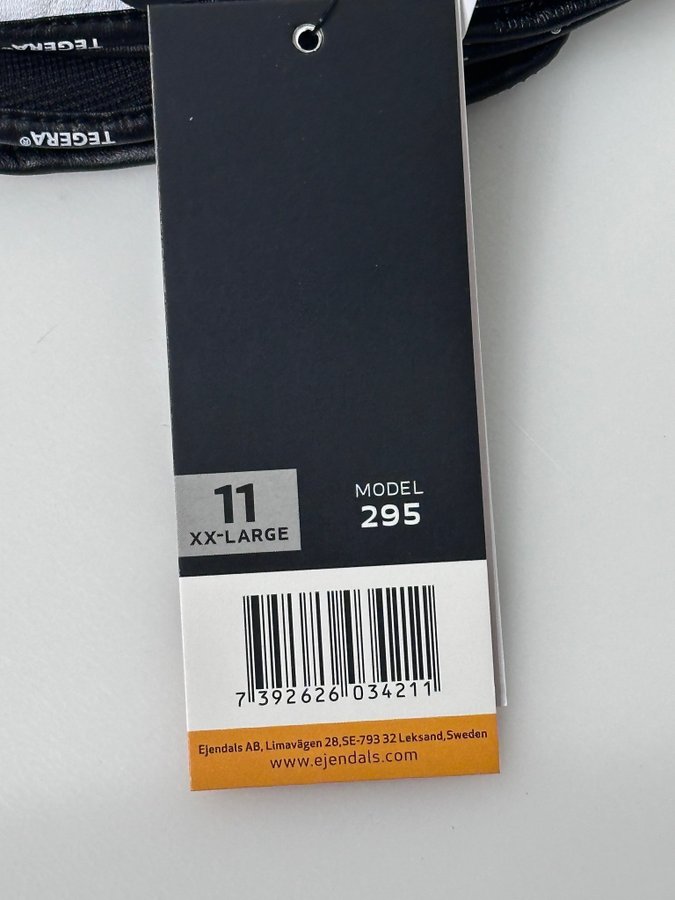 TEGERA®
TEGERA®
11
XX-LARGE
MODEL
295
7 392626 034211
Ejendals AB, Limavägen 28,SE-793 32 Leksand,Sweden
www.ejendals.com